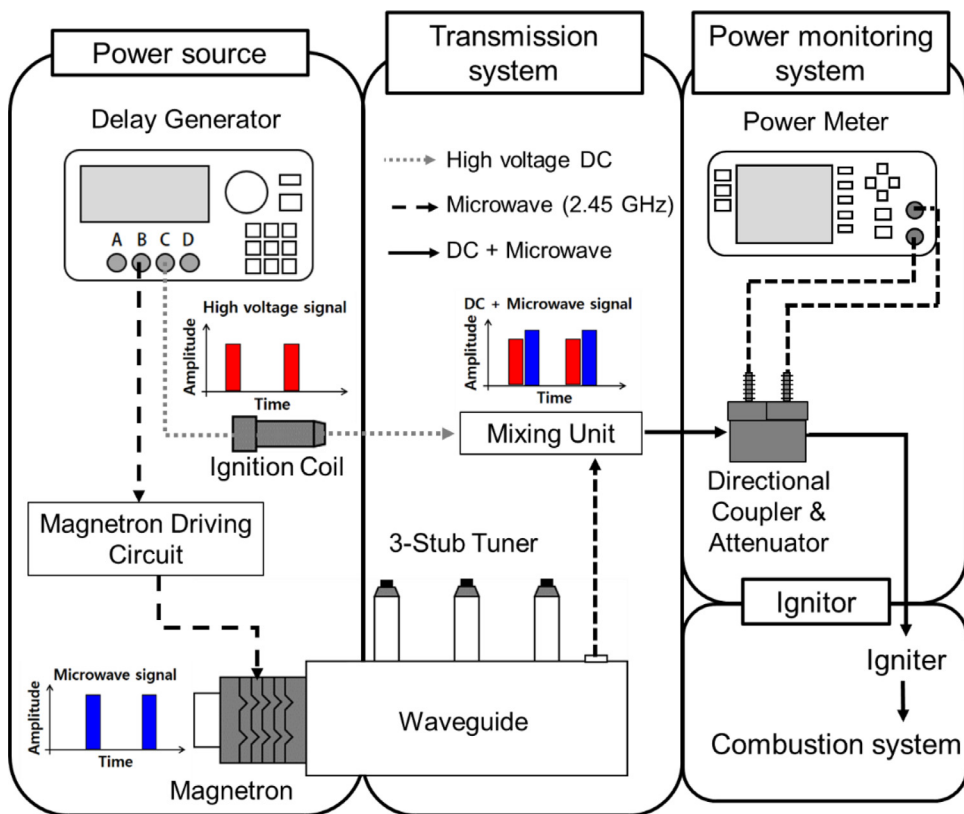 Power source
Transmission
system
Power monitoring
system
Delay Generator
A B C D
High voltage signal
Amplitude
Time
Ignition Coil
Magnetron Driving
Circuit
Microwave signal
Amplitude
Time
Magnetron
High voltage DC
Microwave (2.45 GHz)
DC + Microwave
DC + Microwave signal
Amplitude
Time
Mixing Unit
3-Stub Tuner
Waveguide
Power Meter
Directional
Coupler &
Attenuator
Ignitor
Igniter
Combustion system